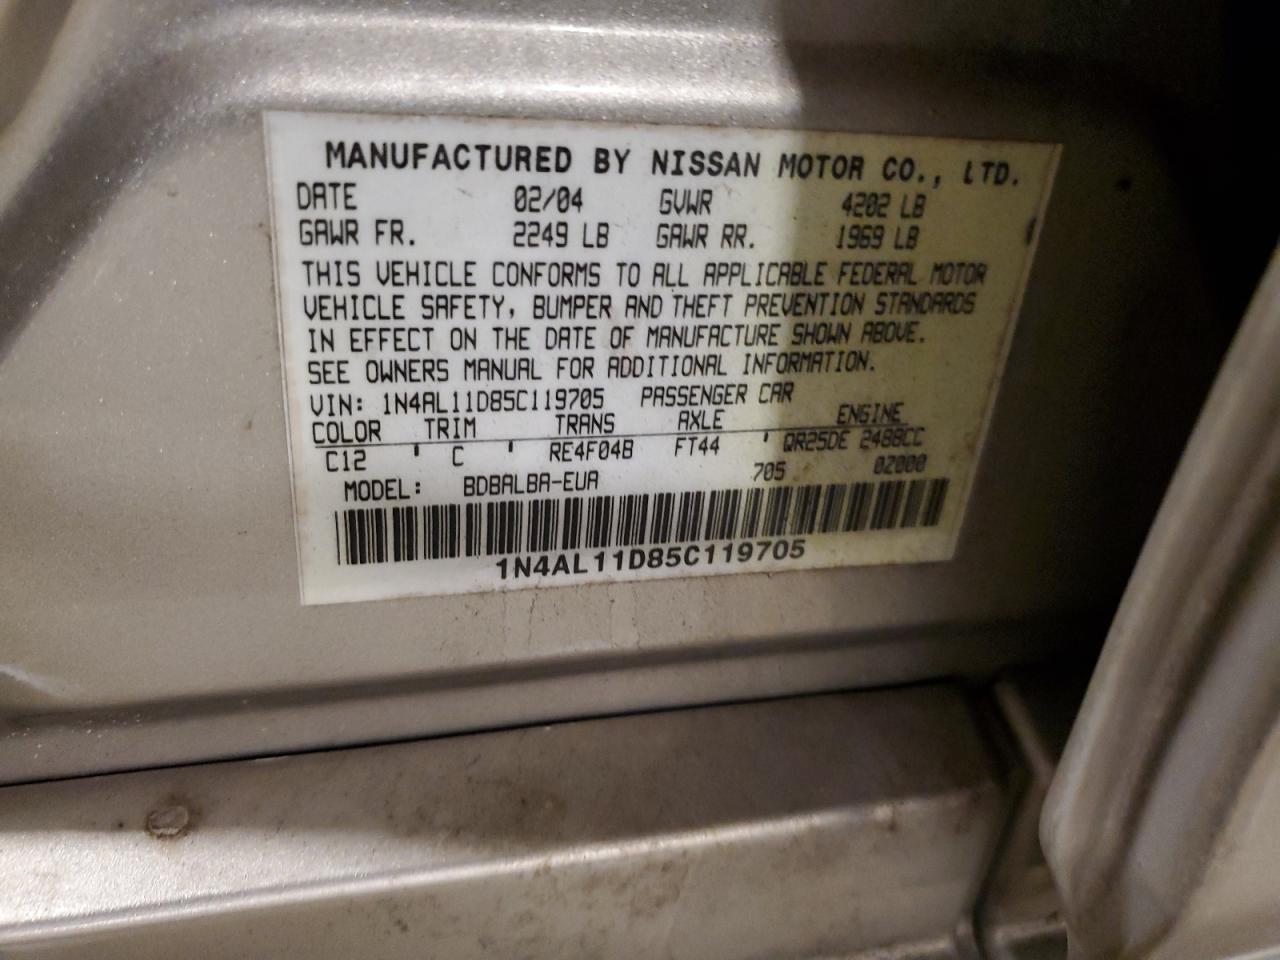 MANUFACTURED BY NISSAN MOTOR CO., LTD.
DATE 02/04 GVWR 4202 LB
GAWR FR. 2249 LB GAWR RR. 1969 LB
THIS VEHICLE CONFORMS TO ALL APPLICABLE FEDERAL MOTOR
VEHICLE SAFETY, BUMPER AND THEFT PREVENTION STANDARDS
IN EFFECT ON THE DATE OF MANUFACTURE SHOWN ABOVE.
SEE OWNERS MANUAL FOR ADDITIONAL INFORMATION.
VIN: 1N4AL11D85C119705 PASSENGER CAR
COLOR TRIM TRANS AXLE ENGINE
C12 ' C ' RE4F04B FT44 ' QR25DE 2488CC
MODEL: BDBALBA-EUA 705 02000
1N4AL11D85C119705